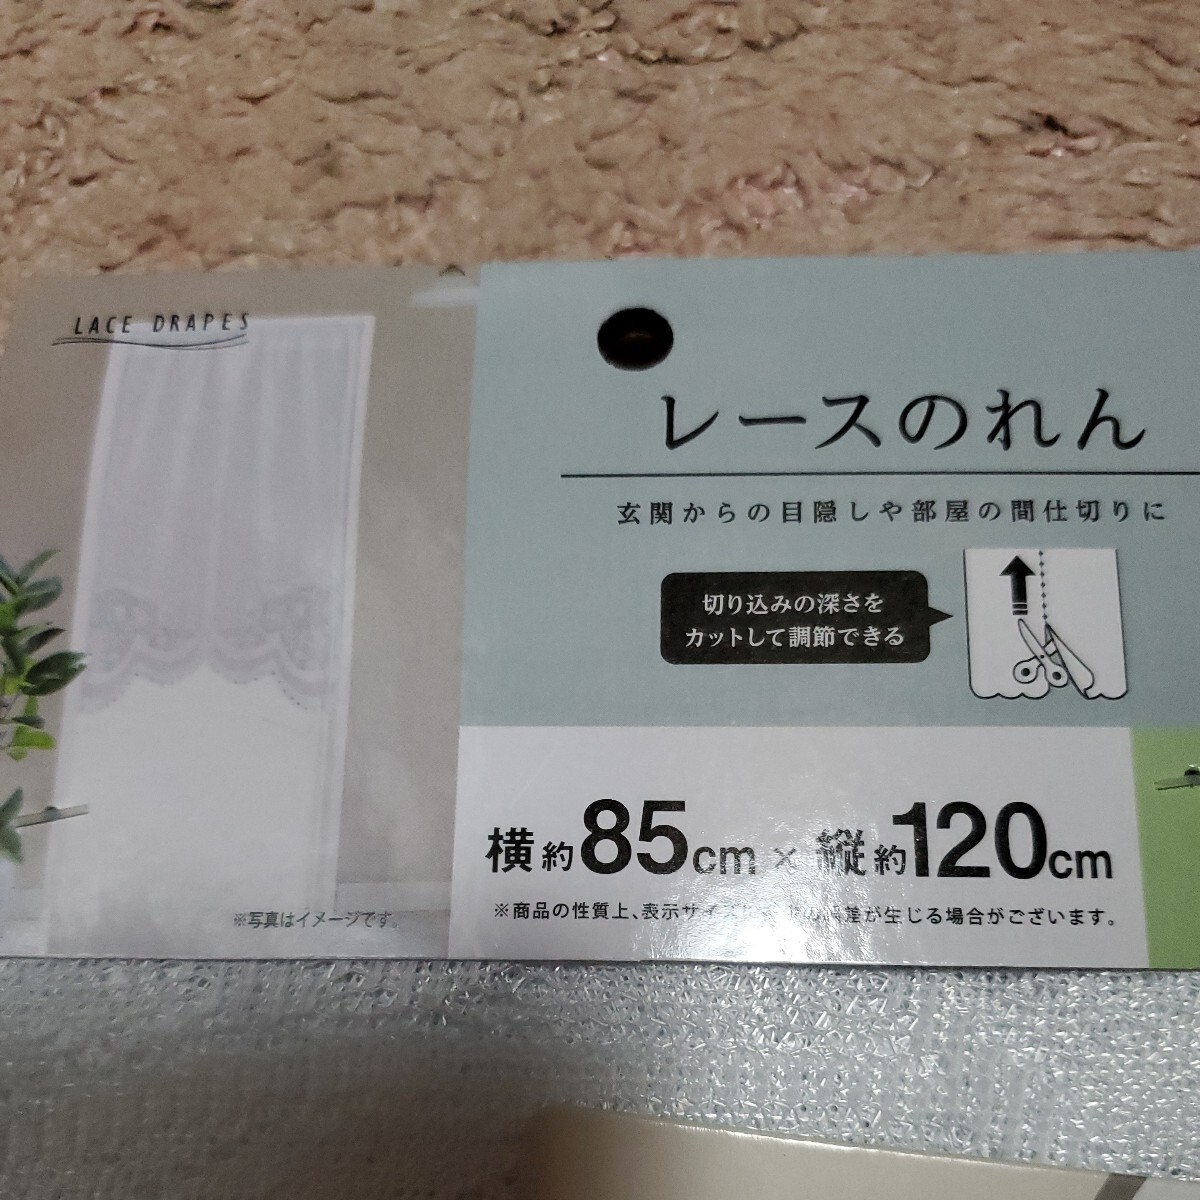 LACE DRAPES
レースのれん
玄関からの目隠しや部屋の間仕切りに
切り込みの深さを
カットして調節できる
横約85cm×縦約120cm
※商品の性質上、表示サイズ 差が生じる場合がございます。
※写真はイメージです。